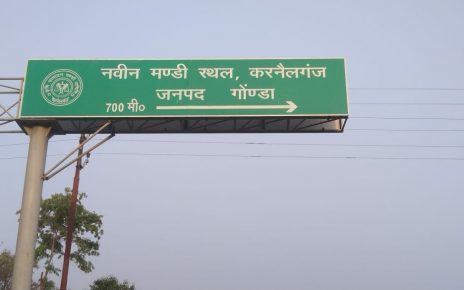 नवीन मण्डी स्थल, करनैलगंज
जनपद गोंण्डा
700 मी०